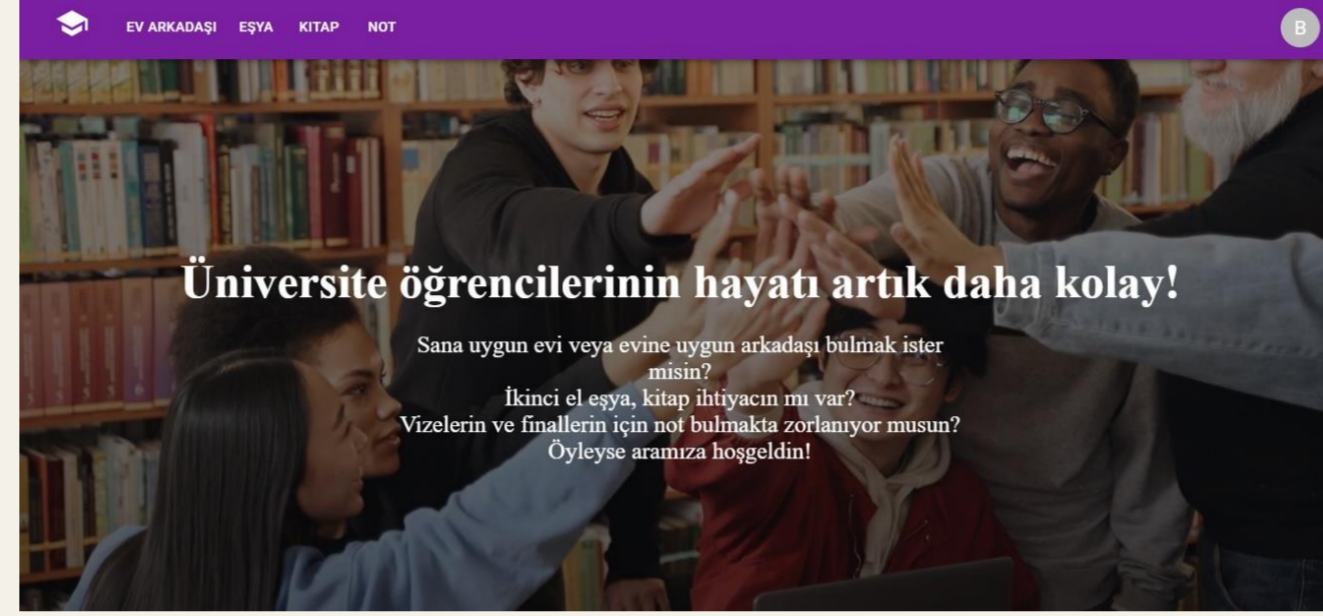 EV ARKADAŞI EŞYA KITAP NOT B
Üniversite öğrencilerinin hayatı artık daha kolay!
Sana uygun evi veya evine uygun arkadaşı bulmak ister
misin?
İkinci el eşya, kitap ihtiyacın mı var?
Vizelerin ve finallerin için not bulmakta zorlanıyor musun?
Öyleyse aramıza hoşgeldin!